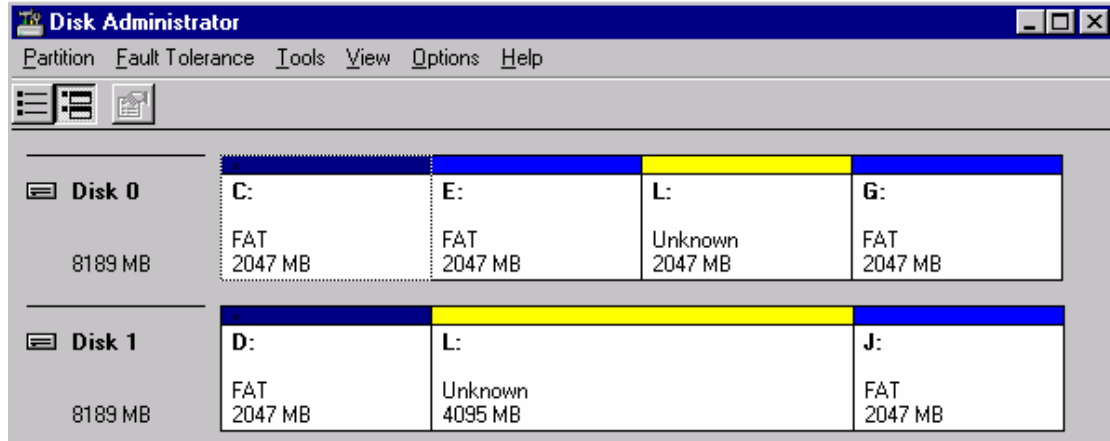 Disk Administrator
Partition Fault Tolerance Tools View Options Help
Disk 0
8189 MB
C:
FAT
2047 MB
E:
FAT
2047 MB
L:
Unknown
2047 MB
G:
FAT
2047 MB
Disk 1
8189 MB
D:
FAT
2047 MB
L:
Unknown
4095 MB
J:
FAT
2047 MB